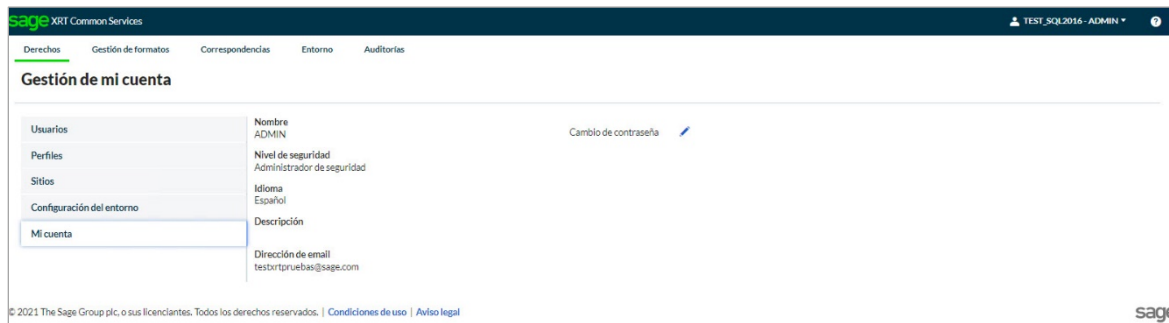 sage XRT Common Services
TEST_SQL2016 - ADMIN
?
Derechos Gestión de formatos Correspondencias Entorno Auditorías
Gestión de mi cuenta
Usuarios
Perfiles
Sitios
Configuración del entorno
Mi cuenta
Nombre
ADMIN
Nivel de seguridad
Administrador de seguridad
Idioma
Español
Descripción
Dirección de email
testxrtpruebas@sage.com
Cambio de contraseña
© 2021 The Sage Group plc, o sus licenciantes. Todos los derechos reservados. | Condiciones de uso | Aviso legal
sage